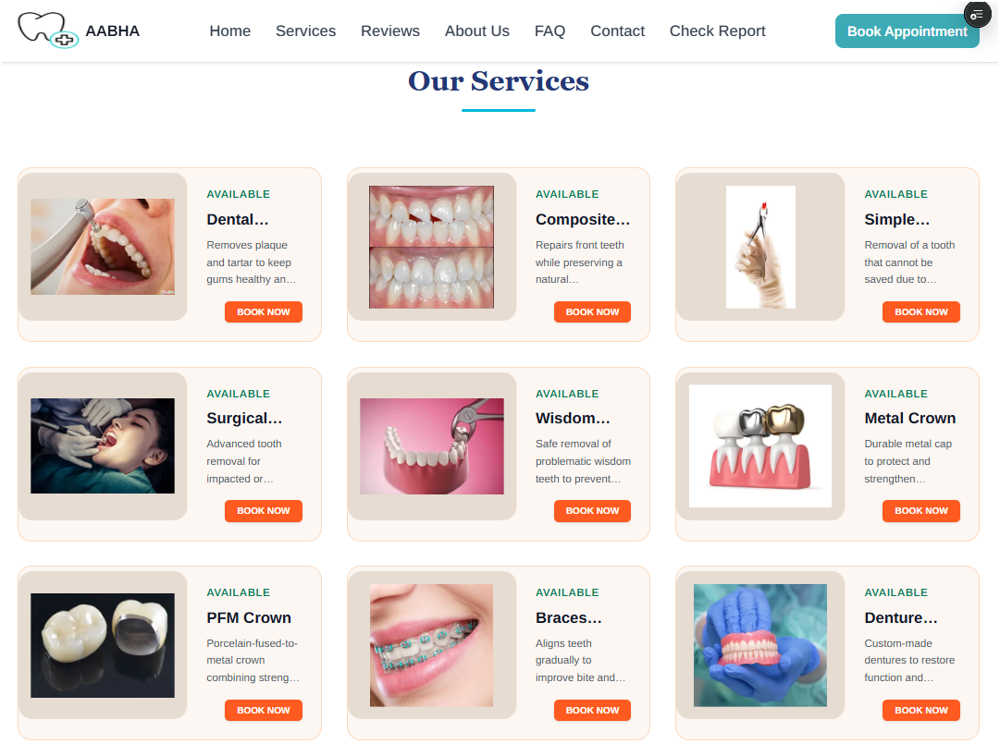 AABHA
Home
Services
Reviews
About Us
FAQ
Contact
Check Report
Book Appointment
Our Services
AVAILABLE
Dental…
Removes plaque
and tartar to keep
gums healthy an…
BOOK NOW
AVAILABLE
Composite…
Repairs front teeth
while preserving a
natural…
BOOK NOW
AVAILABLE
Simple…
Removal of a tooth
that cannot be
saved due to…
BOOK NOW
AVAILABLE
Surgical…
Advanced tooth
removal for
impacted or…
BOOK NOW
AVAILABLE
Wisdom…
Safe removal of
problematic wisdom
teeth to prevent…
BOOK NOW
AVAILABLE
Metal Crown
Durable metal cap
to protect and
strengthen…
BOOK NOW
AVAILABLE
PFM Crown
Porcelain-fused-to-
metal crown
combining streng…
BOOK NOW
AVAILABLE
Braces…
Aligns teeth
gradually to
improve bite and…
BOOK NOW
AVAILABLE
Denture…
Custom-made
dentures to restore
function and…
BOOK NOW